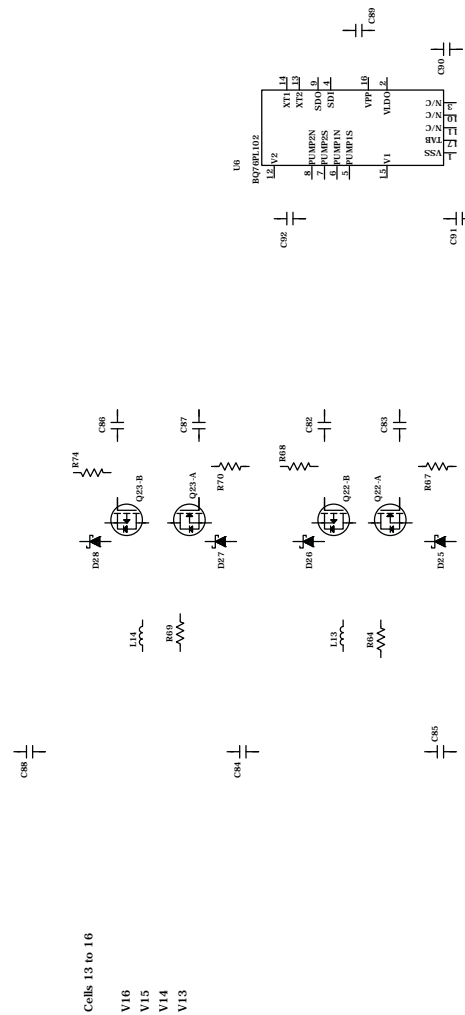 C89
C90
14
13
9
4
16
2
XT1
XT2
SDO
SDI
VPP
VLDO
N/C
3
N/C
10
N/C
11
TAB
17
VSS
1
U6
BQ76PL102
V2
PUMP2N
PUMP2S
PUMP1N
PUMP1S
V1
12
8
7
6
5
15
C92
C91
C86
C87
C82
C83
R74
R70
R68
R67
Q23-B
Q23-A
Q22-B
Q22-A
D28
D27
D26
D25
L14
R69
L13
R64
C88
C84
C85
Cells 13 to 16
V16
V15
V14
V13